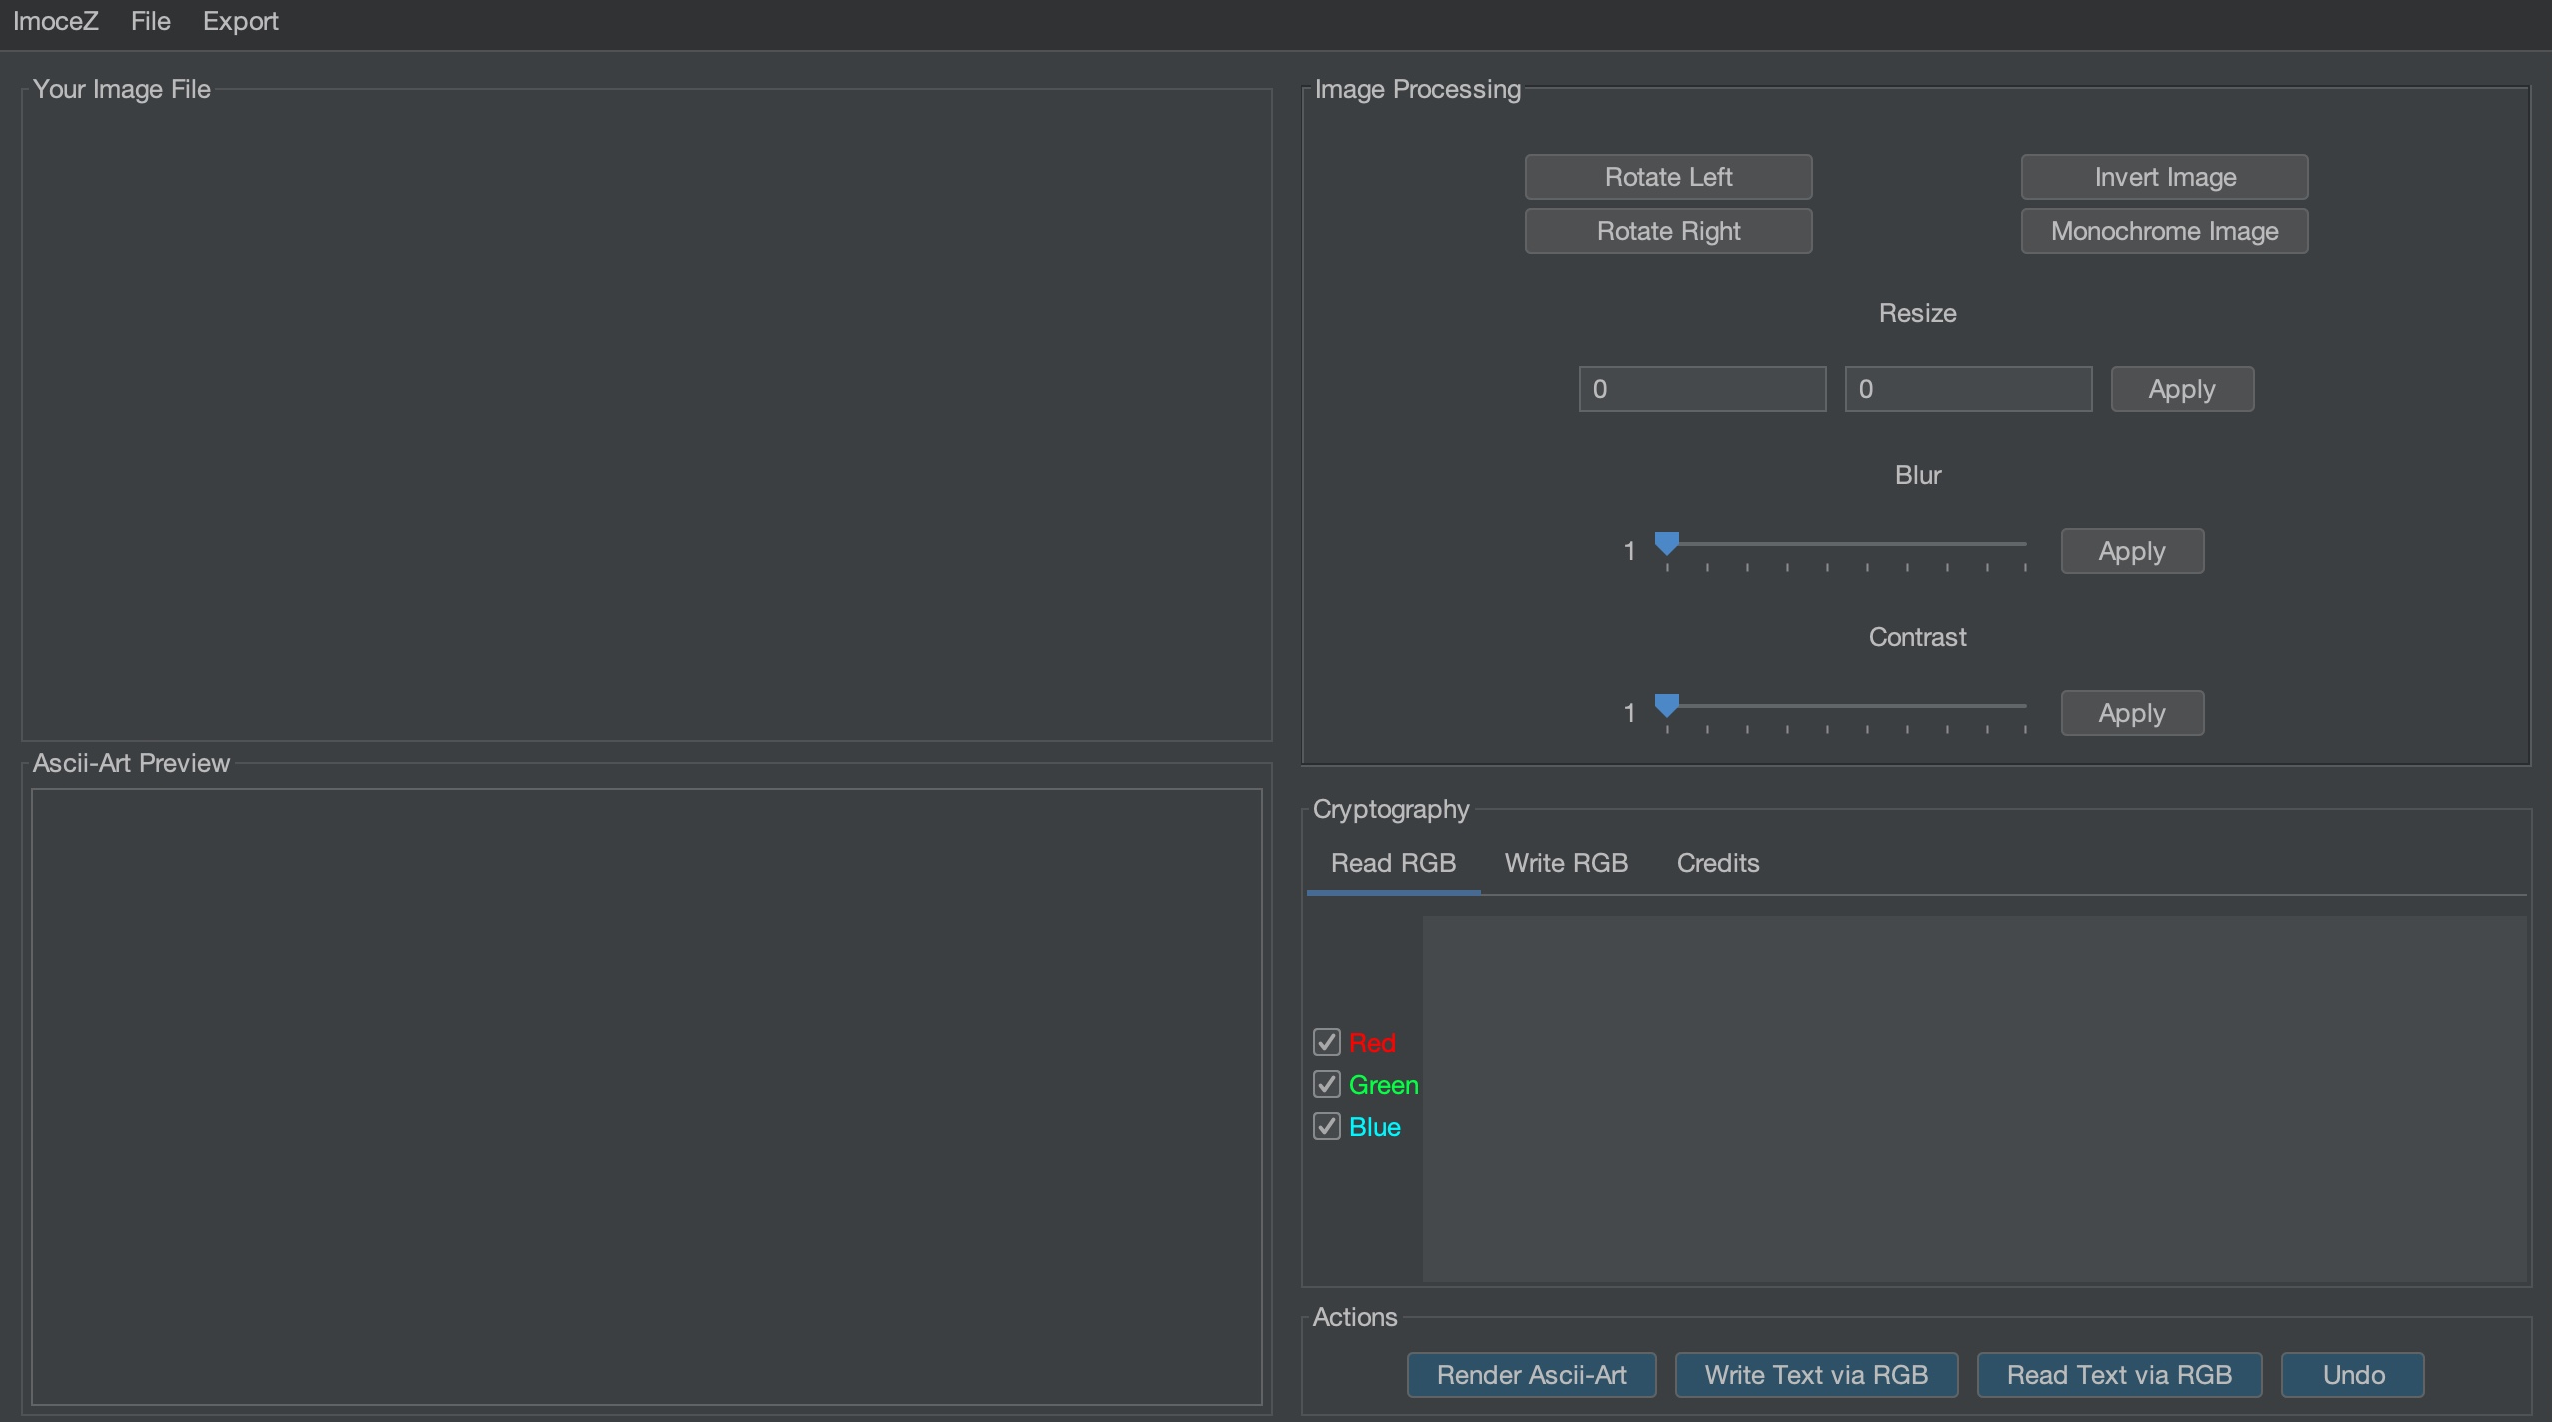 ImoceZ File Export
Your Image File
Image Processing
Rotate Left
Invert Image
Rotate Right
Monochrome Image
Resize
0
0
Apply
Blur
1
Apply
Contrast
1
Apply
Ascii-Art Preview
Cryptography
Read RGB Write RGB Credits
Red
Green
Blue
Actions
Render Ascii-Art
Write Text via RGB
Read Text via RGB
Undo